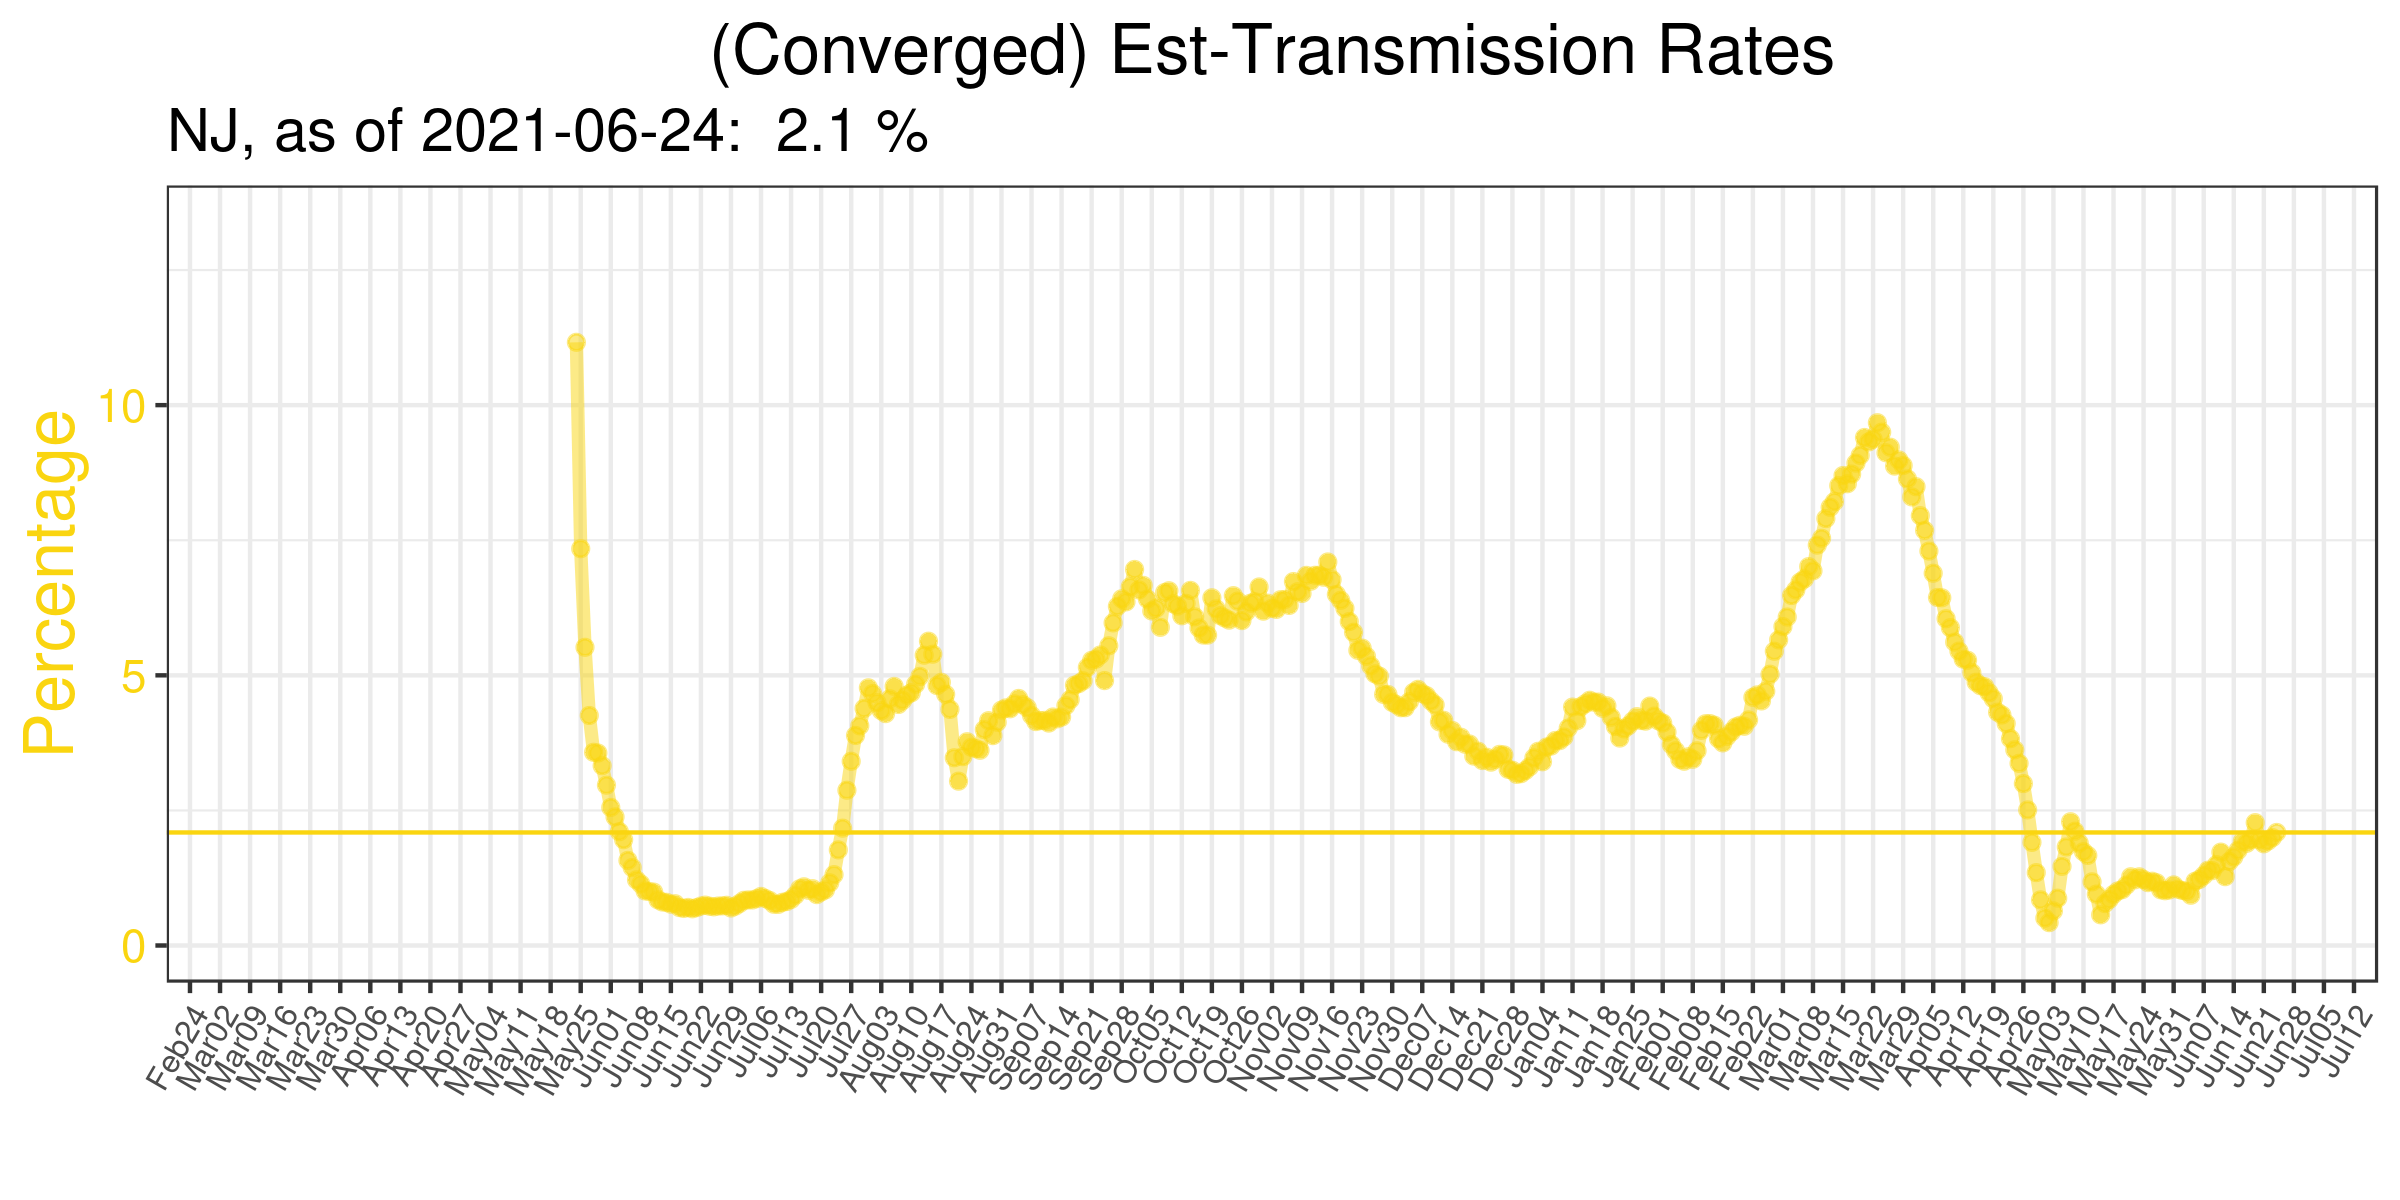 (Converged) Est-Transmission Rates
NJ, as of 2021-06-24:  2.1 %
Percentage
10
5
0
Feb24
Mar02
Mar09
Mar16
Mar23
Mar30
Apr06
Apr13
Apr20
Apr27
May04
May11
May18
May25
Jun01
Jun08
Jun15
Jun22
Jun29
Jul06
Jul13
Jul20
Jul27
Aug03
Aug10
Aug17
Aug24
Aug31
Sep07
Sep14
Sep21
Sep28
Oct05
Oct12
Oct19
Oct26
Nov02
Nov09
Nov16
Nov23
Nov30
Dec07
Dec14
Dec21
Dec28
Jan04
Jan11
Jan18
Jan25
Feb01
Feb08
Feb15
Feb22
Mar01
Mar08
Mar15
Mar22
Mar29
Apr05
Apr12
Apr19
Apr26
May03
May10
May17
May24
May31
Jun07
Jun14
Jun21
Jun28
Jul05
Jul12